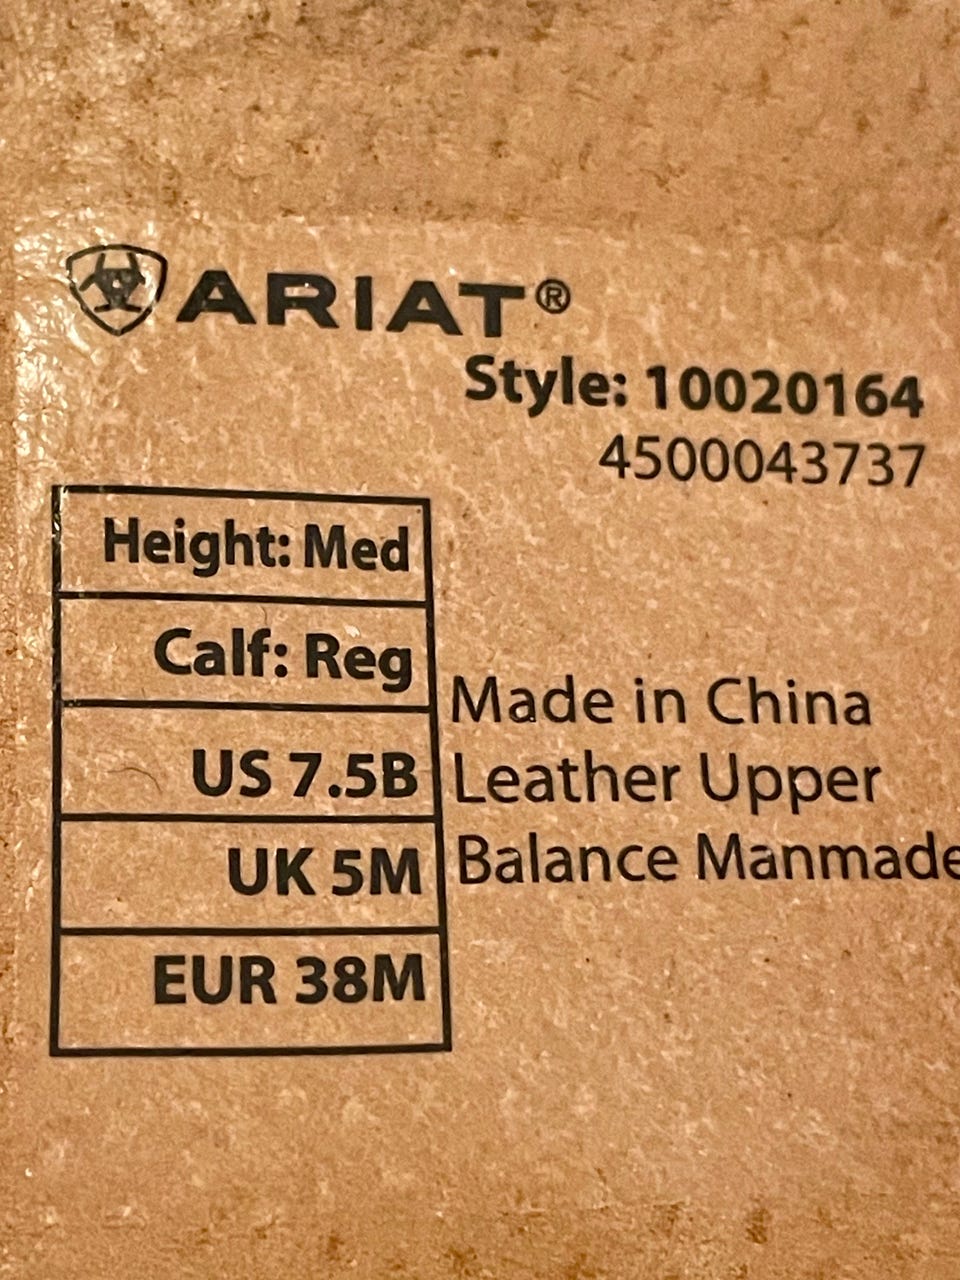 ARIAT®
Style: 10020164
4500043737
Height: Med
Calf: Reg
US 7.5B
UK 5M
EUR 38M
Made in China
Leather Upper
Balance Manmade